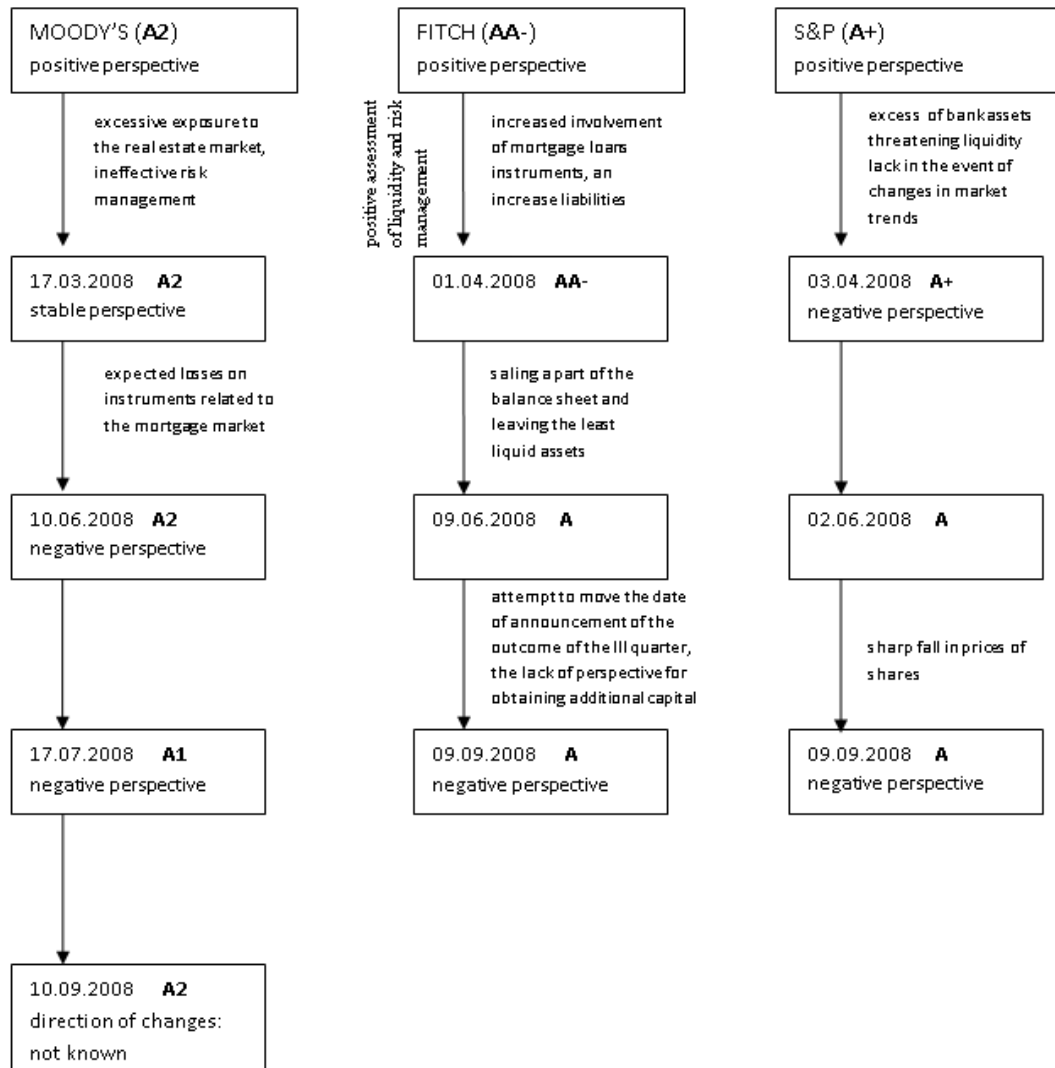 MOODY'S (A2)
positive perspective
excessive exposure to
the real estate market,
ineffective risk
management
17.03.2008 A2
stable perspective
expected losses on
instruments related to
the mortgage market
10.06.2008 A2
negative perspective
17.07.2008 A1
negative perspective
10.09.2008 A2
direction of changes:
not known
FITCH (AA-)
positive perspective
positive assessment
of liquidity and risk
management
increased involvement
of mortgage loans
instruments, an
increase liabilities
01.04.2008 AA-
saling a part of the
balance sheet and
leaving the least
liquid assets
09.06.2008 A
attempt to move the date
of announcement of the
outcome of the III quarter,
the lack of perspective for
obtaining additional capital
09.09.2008 A
negative perspective
S&P (A+)
positive perspective
excess of bank assets
threatening liquidity
lack in the event of
changes in market
trends
03.04.2008 A+
negative perspective
02.06.2008 A
sharp fall in prices of
shares
09.09.2008 A
negative perspective